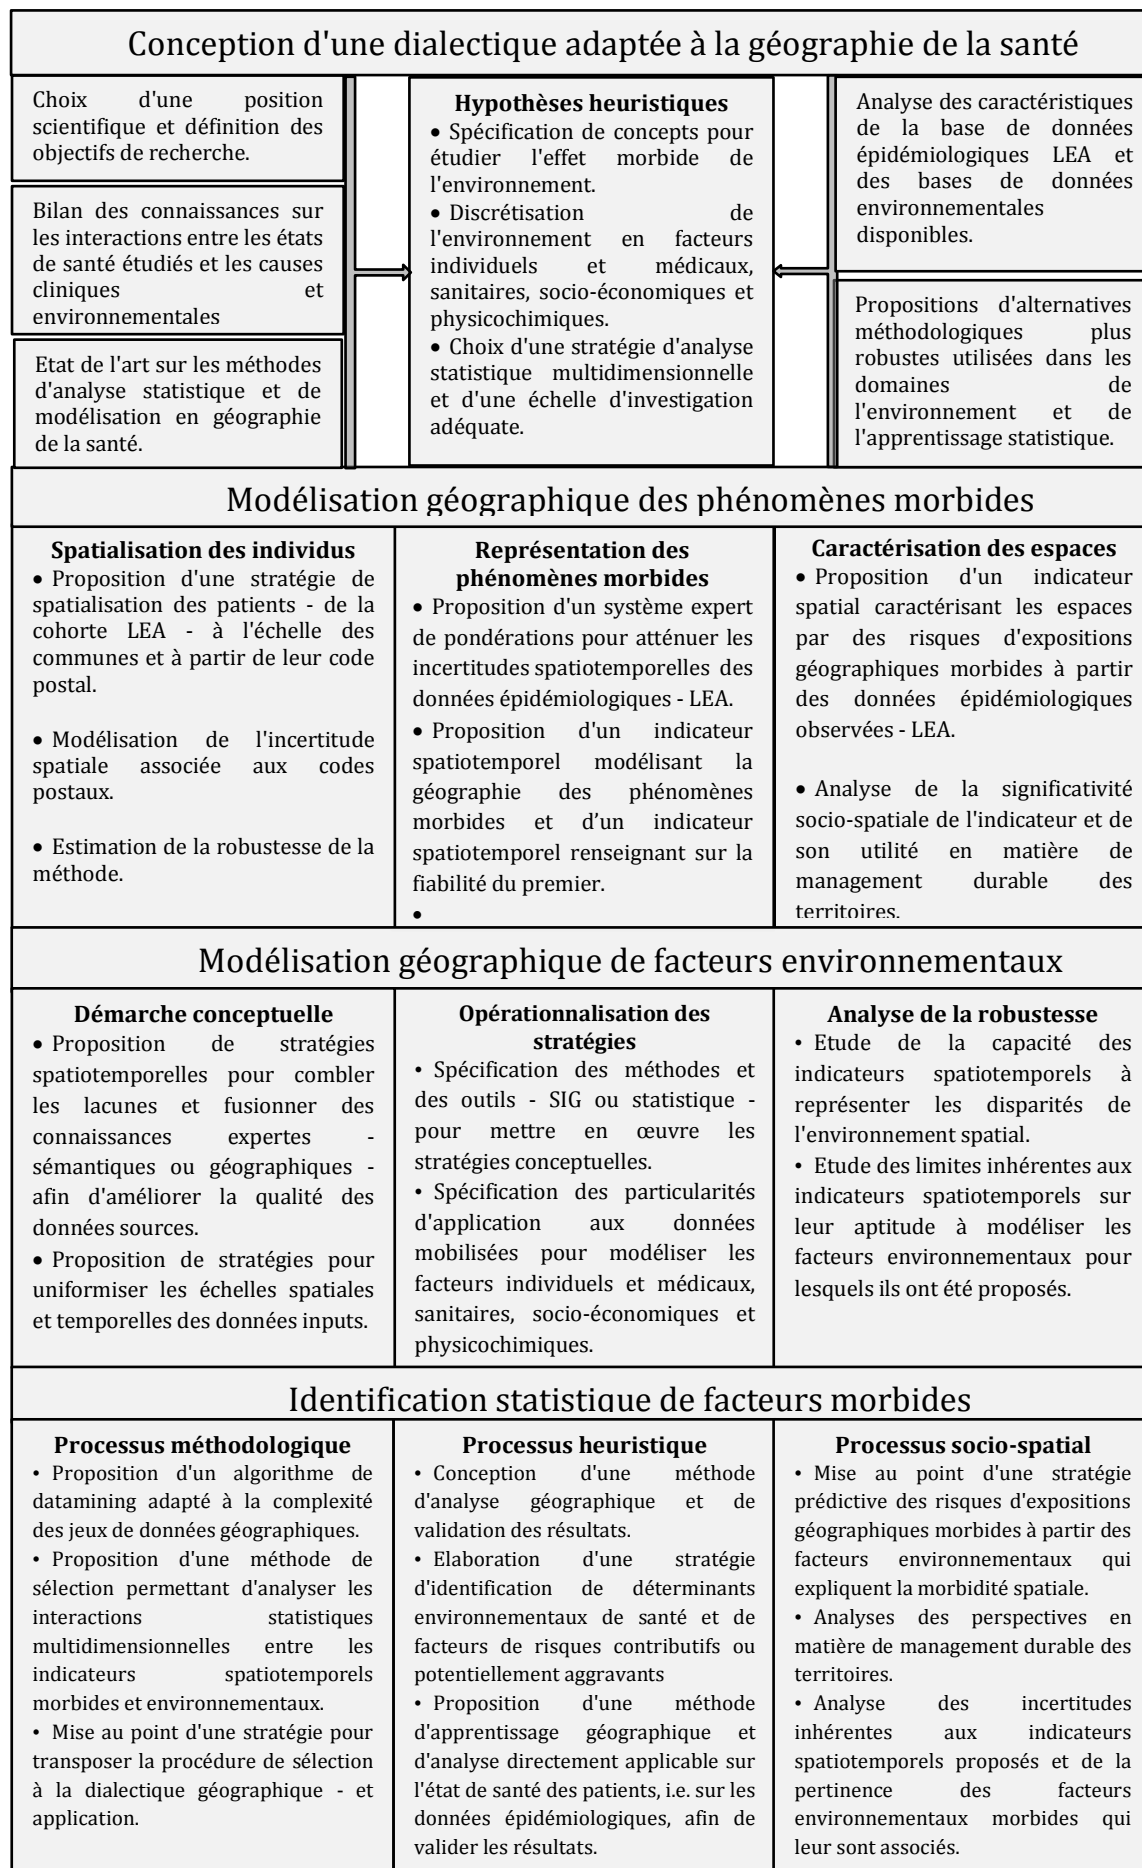 Conception d'une dialectique adaptée à la géographie de la santé
Choix d'une position
scientifique et définition des
objectifs de recherche.
Bilan des connaissances sur
les interactions entre les états
de santé étudiés et les causes
cliniques et
environnementales
Etat de l'art sur les méthodes
d'analyse statistique et de
modélisation en géographie
de la santé.
Hypothèses heuristiques
• Spécification de concepts pour
étudier l'effet morbide de
l'environnement.
• Discrétisation de
l'environnement en facteurs
individuels et médicaux,
sanitaires, socio-économiques et
physicochimiques.
• Choix d'une stratégie d'analyse
statistique multidimensionnelle
et d'une échelle d'investigation
adéquate.
Analyse des caractéristiques
de la base de données
épidémiologiques LEA et
des bases de données
environnementales
disponibles.
Propositions d'alternatives
méthodologiques plus
robustes utilisées dans les
domaines de
l'environnement et de
l'apprentissage statistique.
Modélisation géographique des phénomènes morbides
Spatialisation des individus
• Proposition d'une stratégie de
spatialisation des patients - de la
cohorte LEA - à l'échelle des
communes et à partir de leur code
postal.
• Modélisation de l'incertitude
spatiale associée aux codes
postaux.
• Estimation de la robustesse de la
méthode.
Représentation des
phénomènes morbides
• Proposition d'un système expert
de pondérations pour atténuer les
incertitudes spatiotemporelles des
données épidémiologiques - LEA.
• Proposition d'un indicateur
spatiotemporel modélisant la
géographie des phénomènes
morbides et d’un indicateur
spatiotemporel renseignant sur la
fiabilité du premier.
•
Caractérisation des espaces
• Proposition d'un indicateur
spatial caractérisant les espaces
par des risques d'expositions
géographiques morbides à partir
des données épidémiologiques
observées - LEA.
• Analyse de la significativité
socio-spatiale de l'indicateur et de
son utilité en matière de
management durable des
territoires.
Modélisation géographique de facteurs environnementaux
Démarche conceptuelle
• Proposition de stratégies
spatiotemporelles pour combler
les lacunes et fusionner des
connaissances expertes -
sémantiques ou géographiques -
afin d'améliorer la qualité des
données sources.
• Proposition de stratégies pour
uniformiser les échelles spatiales
et temporelles des données inputs.
Opérationnalisation des
stratégies
• Spécification des méthodes et
des outils - SIG ou statistique -
pour mettre en œuvre les
stratégies conceptuelles.
• Spécification des particularités
d'application aux données
mobilisées pour modéliser les
facteurs individuels et médicaux,
sanitaires, socio-économiques et
physicochimiques.
Analyse de la robustesse
• Etude de la capacité des
indicateurs spatiotemporels à
représenter les disparités de
l'environnement spatial.
• Etude des limites inhérentes aux
indicateurs spatiotemporels sur
leur aptitude à modéliser les
facteurs environnementaux pour
lesquels ils ont été proposés.
Identification statistique de facteurs morbides
Processus méthodologique
• Proposition d'un algorithme de
datamining adapté à la complexité
des jeux de données géographiques.
• Proposition d'une méthode de
sélection permettant d'analyser les
interactions statistiques
multidimensionnelles entre les
indicateurs spatiotemporels
morbides et environnementaux.
• Mise au point d'une stratégie pour
transposer la procédure de sélection
à la dialectique géographique - et
application.
Processus heuristique
• Conception d'une méthode
d'analyse géographique et de
validation des résultats.
• Elaboration d'une stratégie
d'identification de déterminants
environnementaux de santé et de
facteurs de risques contributifs ou
potentiellement aggravants
• Proposition d'une méthode
d'apprentissage géographique et
d'analyse directement applicable sur
l'état de santé des patients, i.e. sur les
données épidémiologiques, afin de
valider les résultats.
Processus socio-spatial
• Mise au point d'une stratégie
prédictive des risques d'expositions
géographiques morbides à partir des
facteurs environnementaux qui
expliquent la morbidité spatiale.
• Analyses des perspectives en
matière de management durable des
territoires.
• Analyse des incertitudes
inhérentes aux indicateurs
spatiotemporels proposés et de la
pertinence des facteurs
environnementaux morbides qui
leur sont associés.